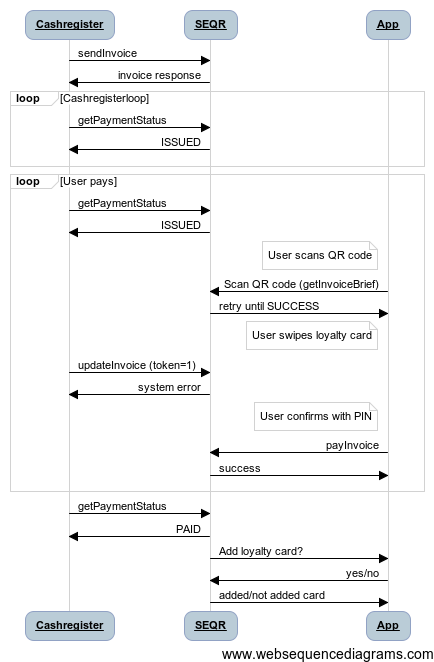 Cashregister SEQR App
sendInvoice
invoice response
loop [Cashregisterloop]
getPaymentStatus
ISSUED
loop [User pays]
getPaymentStatus
ISSUED
User scans QR code
Scan QR code (getInvoiceBrief)
retry until SUCCESS
User swipes loyalty card
updateInvoice (token=1)
system error
User confirms with PIN
payInvoice
success
getPaymentStatus
PAID
Add loyalty card?
yes/no
added/not added card
Cashregister SEQR App
www.websequencediagrams.com